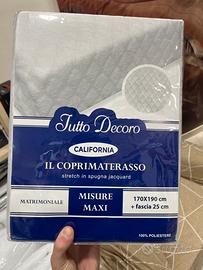 Tutto Decoro
CALIFORNIA
IL COPRIMATERASSO
stretch in spugna jacquard
MATRIMONIALE
MISURE
MAXI
170X190 cm
+ fascia 25 cm
100% POLIESTERE